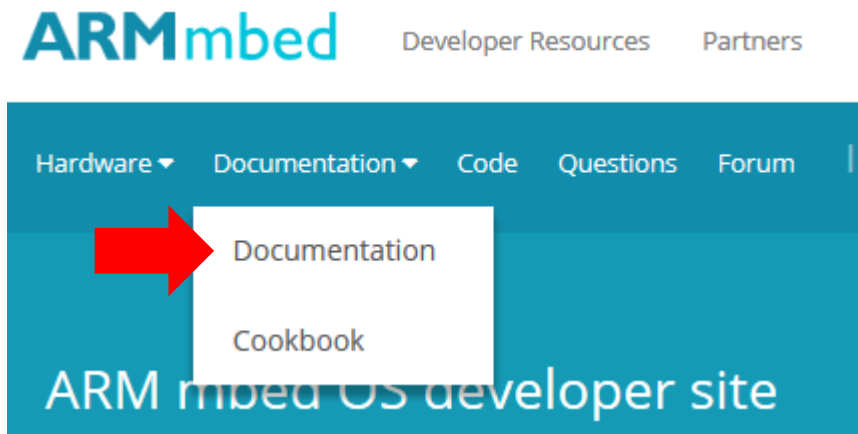 ARMmbed Developer Resources Partners
Hardware Documentation Code Questions Forum
Documentation
Cookbook
ARM mbed OS developer site